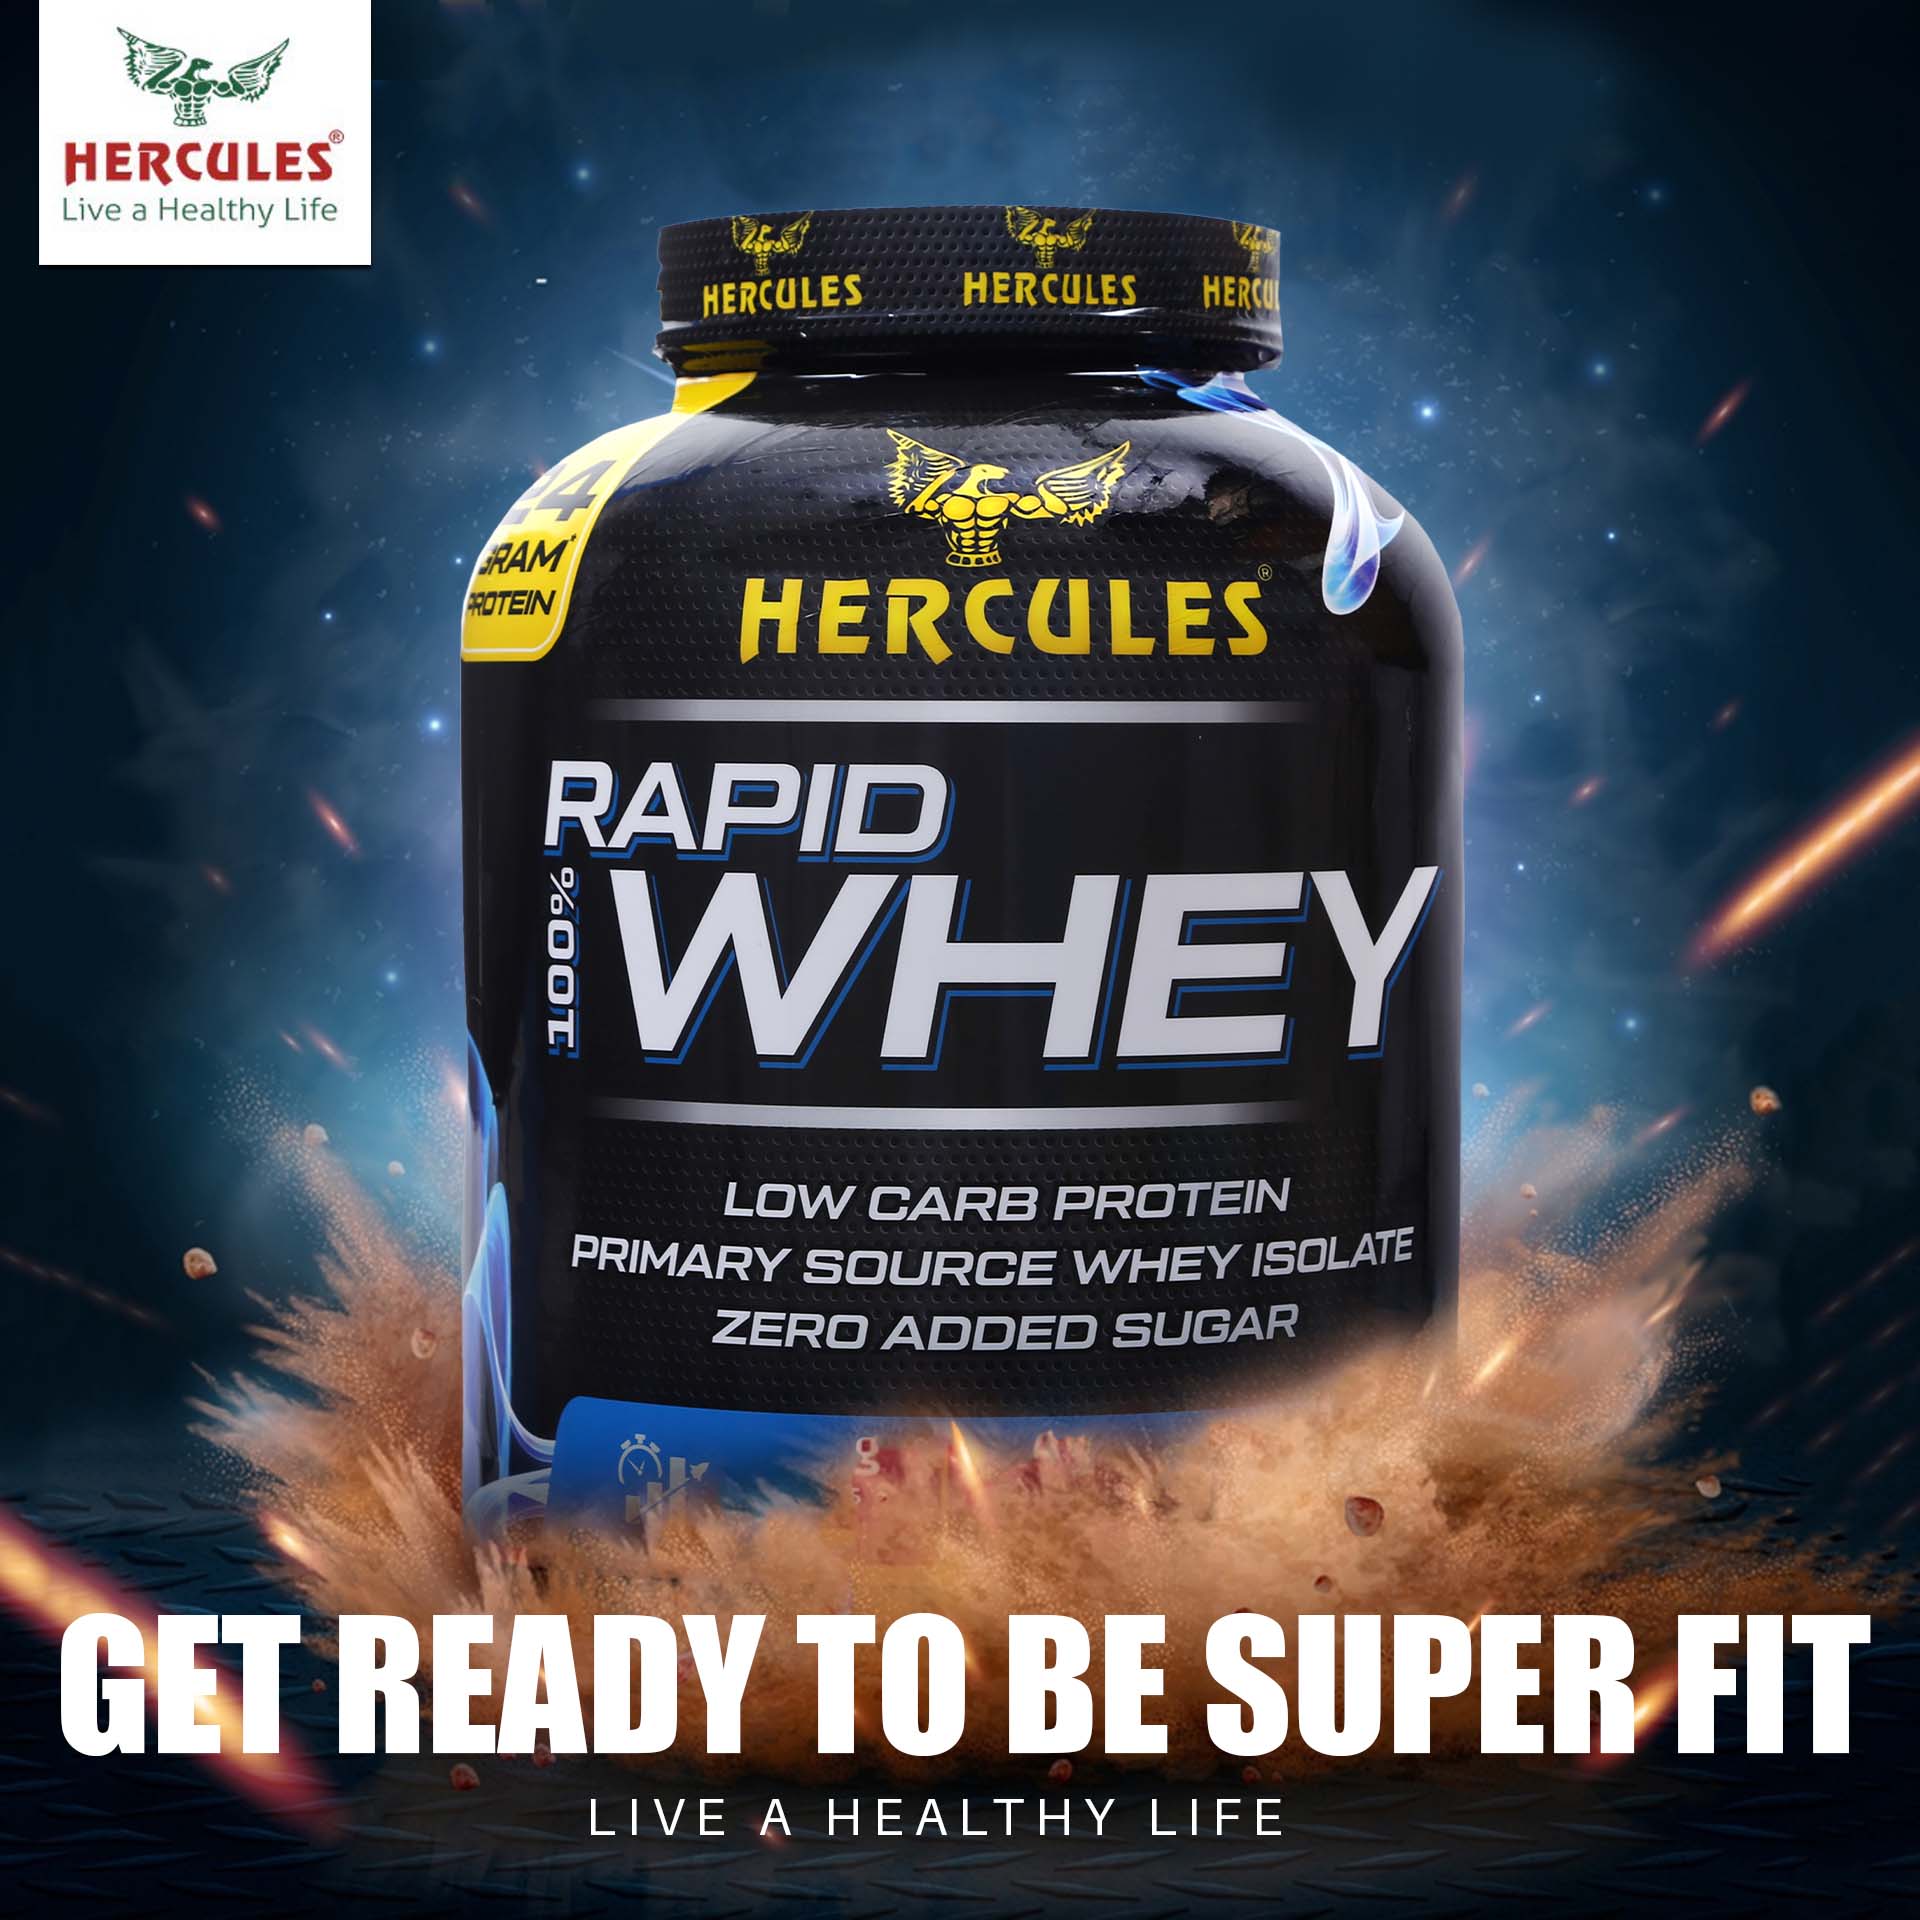 HERCULES®
Live a Healthy Life
HERCULES HERCULES
24
GRAM*
PROTEIN
HERCULES®
RAPID
100% WHEY
LOW CARB PROTEIN
PRIMARY SOURCE WHEY ISOLATE
ZERO ADDED SUGAR
GET READY TO BE SUPER FIT
LIVE A HEALTHY LIFE